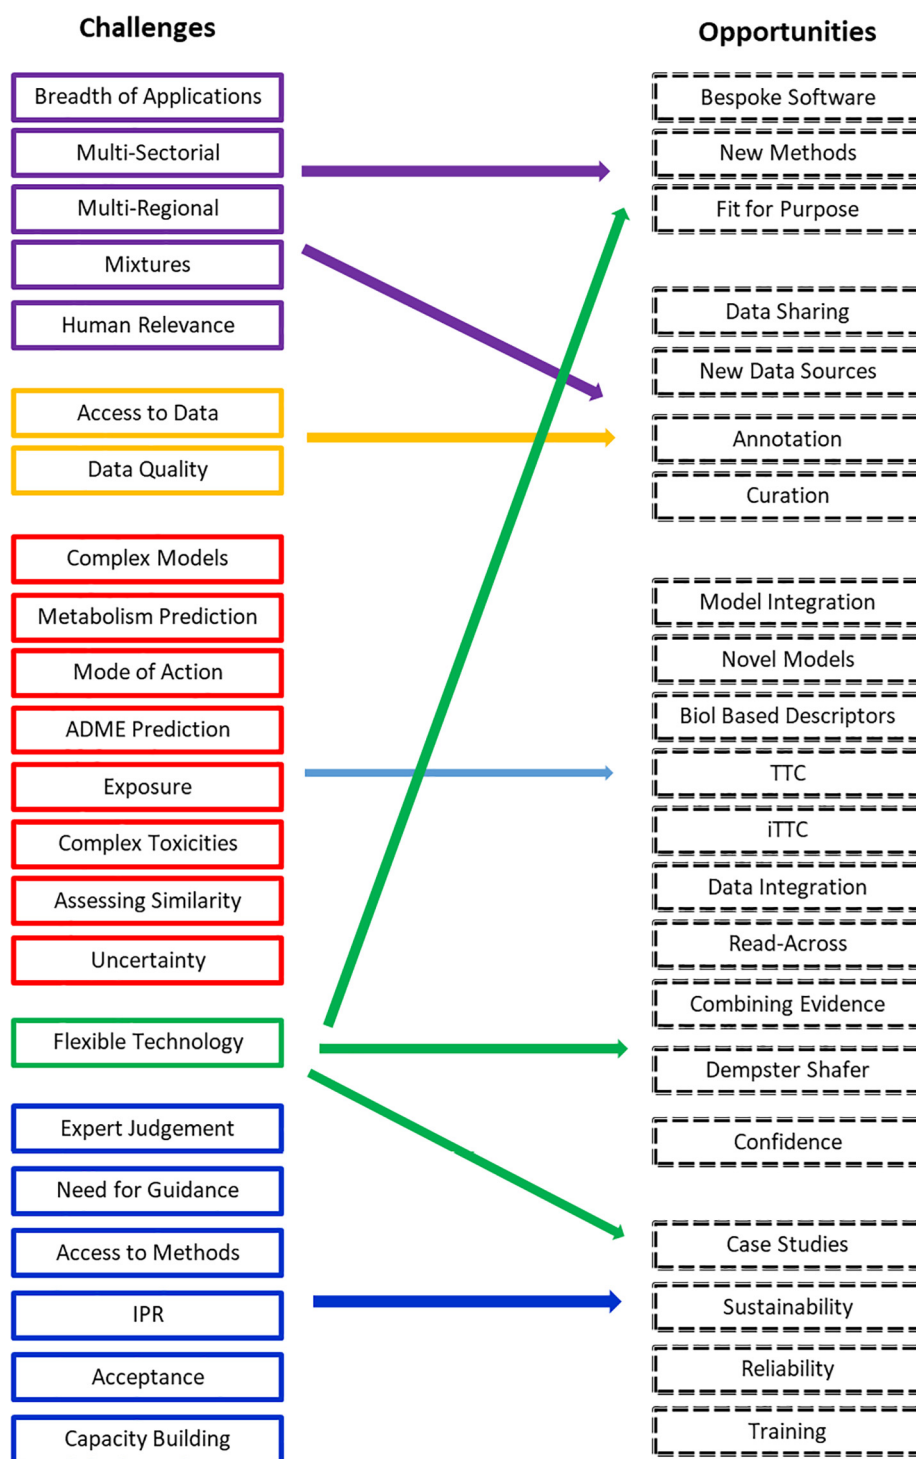 Challenges
Breadth of Applications
Multi-Sectorial
Multi-Regional
Mixtures
Human Relevance
Access to Data
Data Quality
Complex Models
Metabolism Prediction
Mode of Action
ADME Prediction
Exposure
Complex Toxicities
Assessing Similarity
Uncertainty
Flexible Technology
Expert Judgement
Need for Guidance
Access to Methods
IPR
Acceptance
Capacity Building
Opportunities
Bespoke Software
New Methods
Fit for Purpose
Data Sharing
New Data Sources
Annotation
Curation
Model Integration
Novel Models
Biol Based Descriptors
TTC
iTTC
Data Integration
Read-Across
Combining Evidence
Dempster Shafer
Confidence
Case Studies
Sustainability
Reliability
Training